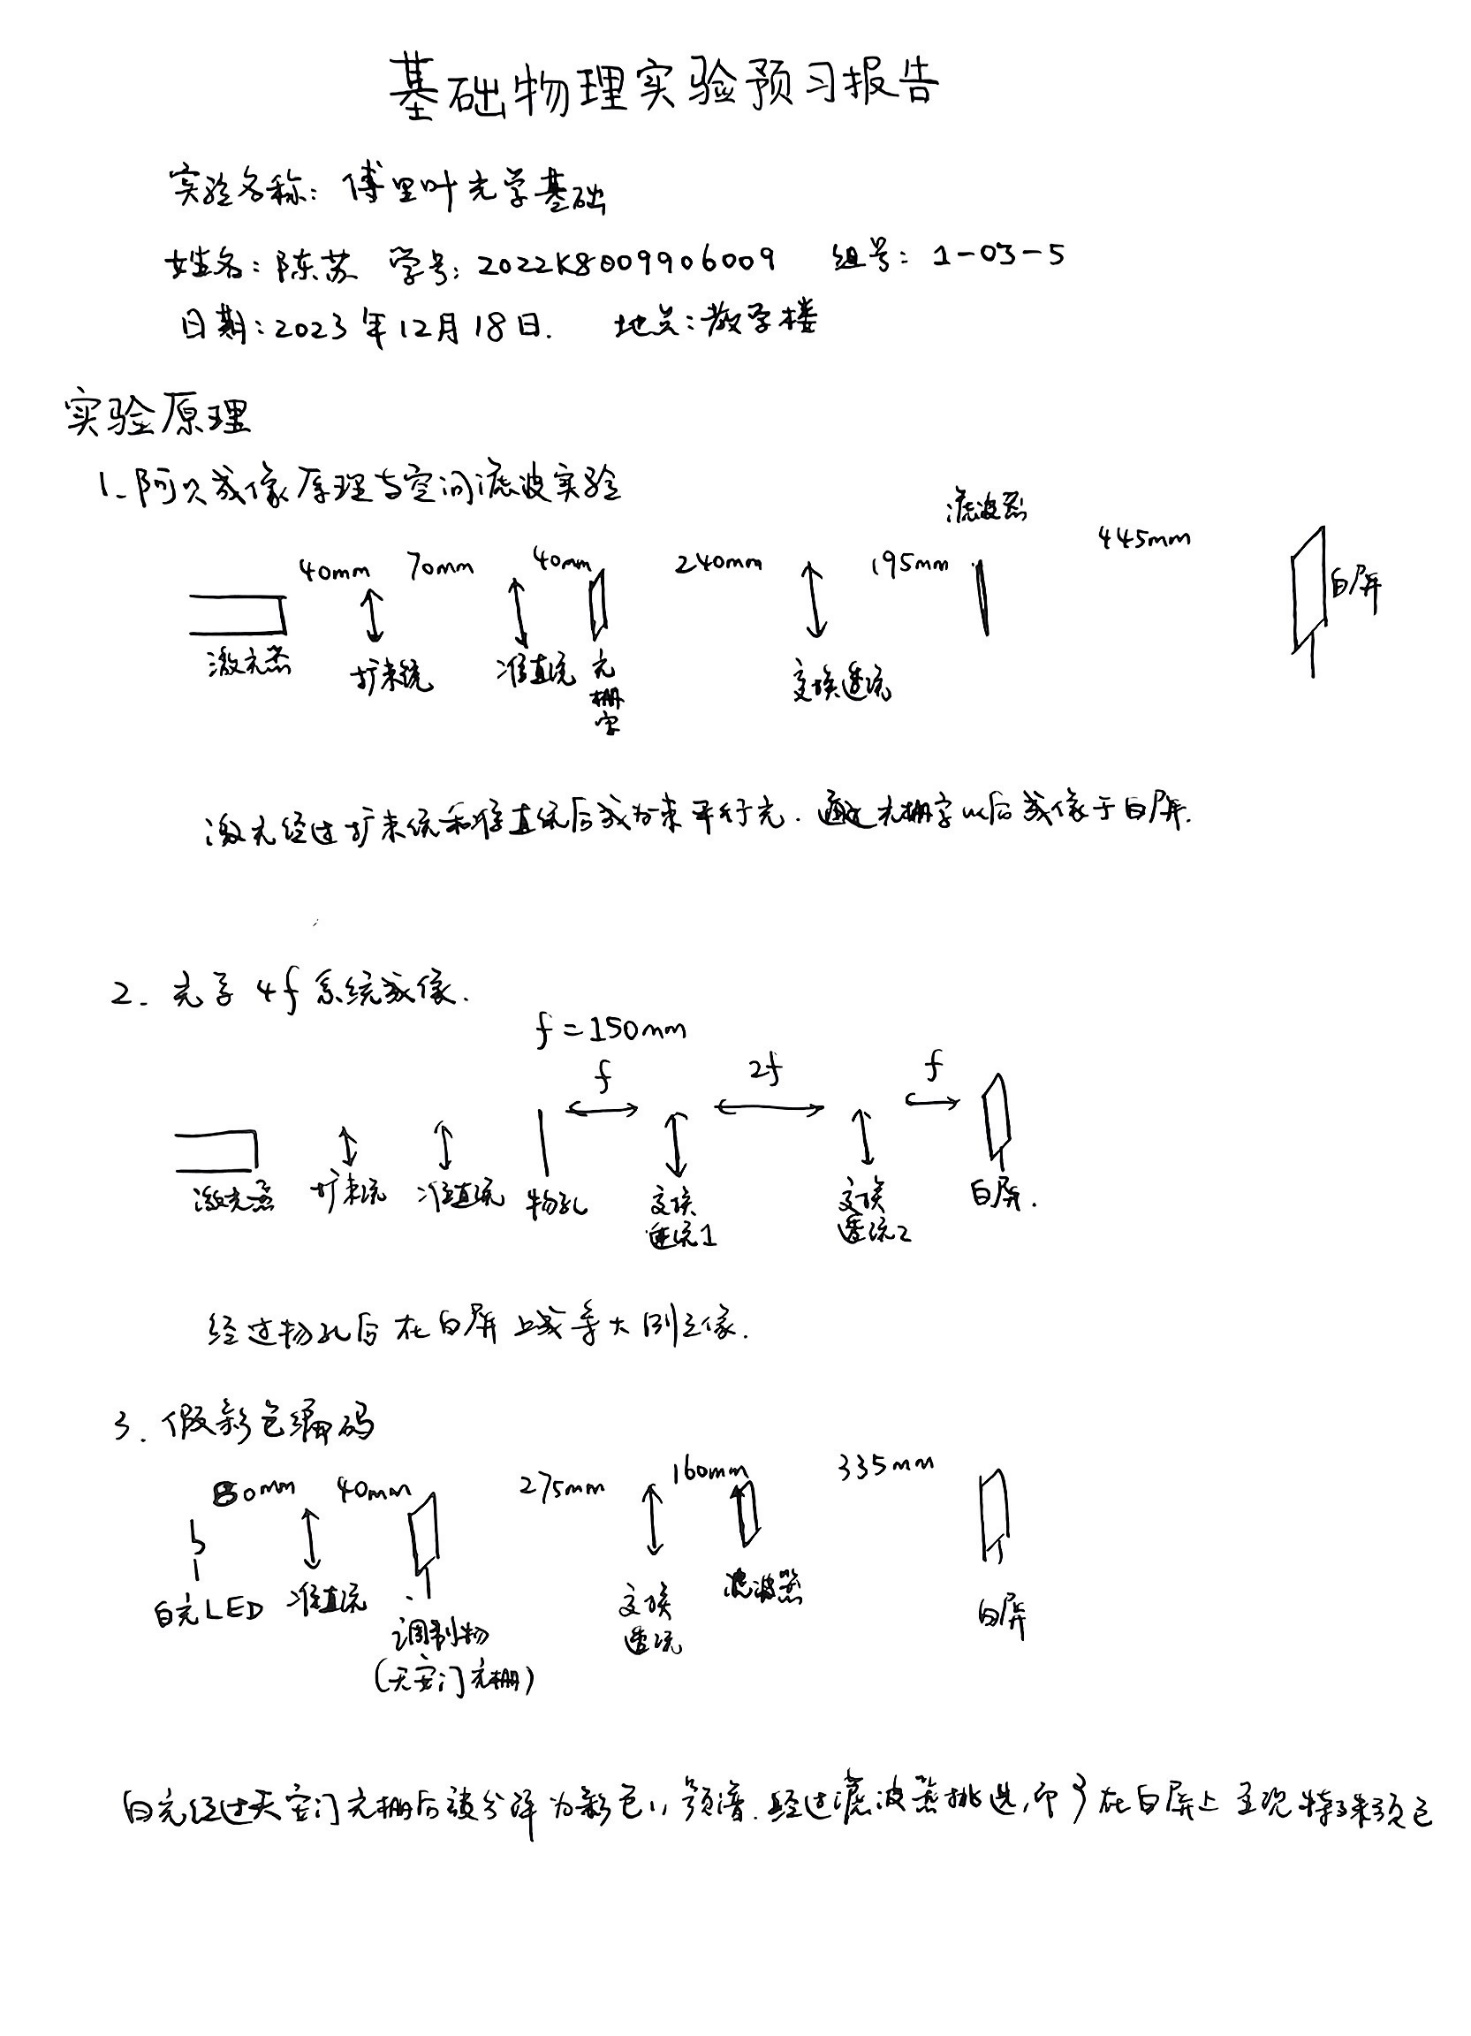 基础物理实验预习报告
实验名称: 傅里叶光学基础
姓名: 陈苏 学号: 2022K8009906009 组号: 1-03-5
日期: 2023年12月18日. 地点: 教学楼
实验原理
1. 阿贝成像原理与空间滤波实验
滤波器
40mm 70mm 40mm 240mm 195mm 445mm
白屏
激光器 扩束镜 准直镜 光栅字 变换透镜
激光经过扩束镜和准直镜后成为一束平行光. 通过光栅字以后成像于白屏.
2. 光学4f系统成像.
f=150mm
f 2f f
激光器 扩束镜 准直镜 物孔 变换透镜1 变换透镜2 白屏.
经过物孔后在白屏上成等大倒立像.
3. 假彩色编码
80mm 40mm 275mm 160mm 335mm
白光LED 准直镜 调制物 变换透镜 滤波器 白屏
(天安门光栅)
白光经过天安门光栅后被分解为彩色的频谱. 经过滤波器挑选, 即可在白屏上呈现特殊颜色